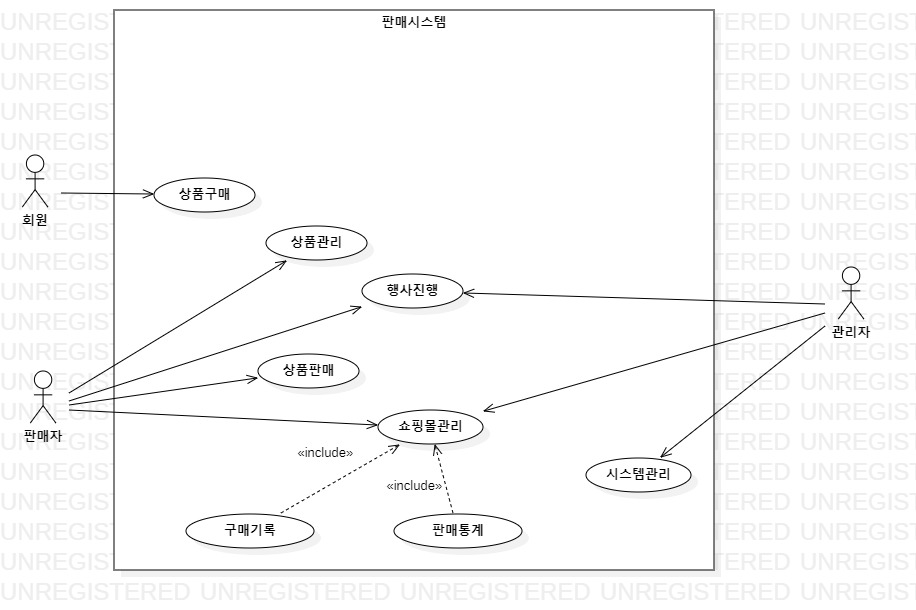 판매시스템
회원
상품구매
상품관리
행사진행
관리자
상품판매
판매자
쇼핑몰관리
«include»
시스템관리
«include»
구매기록
판매통계
UNREGISTERED UNREGISTERED UNREGISTERED UNREGISTERED UNREGISTERED